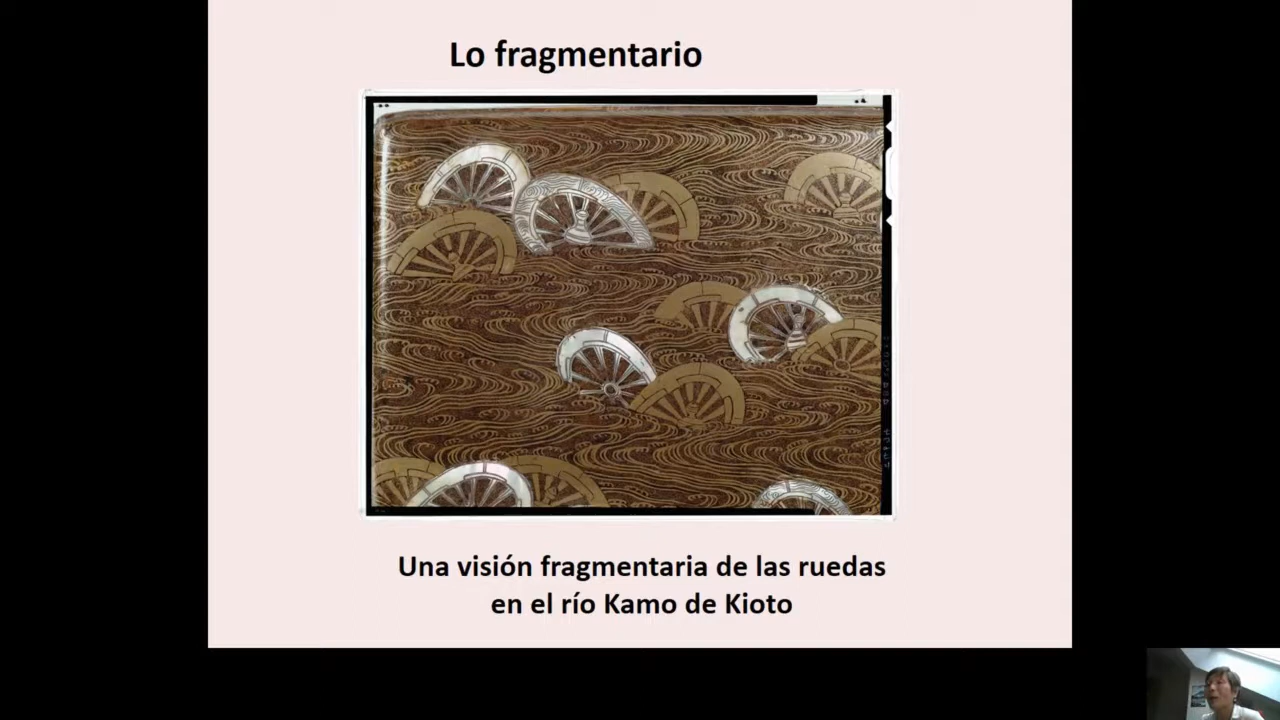 Lo fragmentario
Una visión fragmentaria de las ruedas
en el río Kamo de Kioto